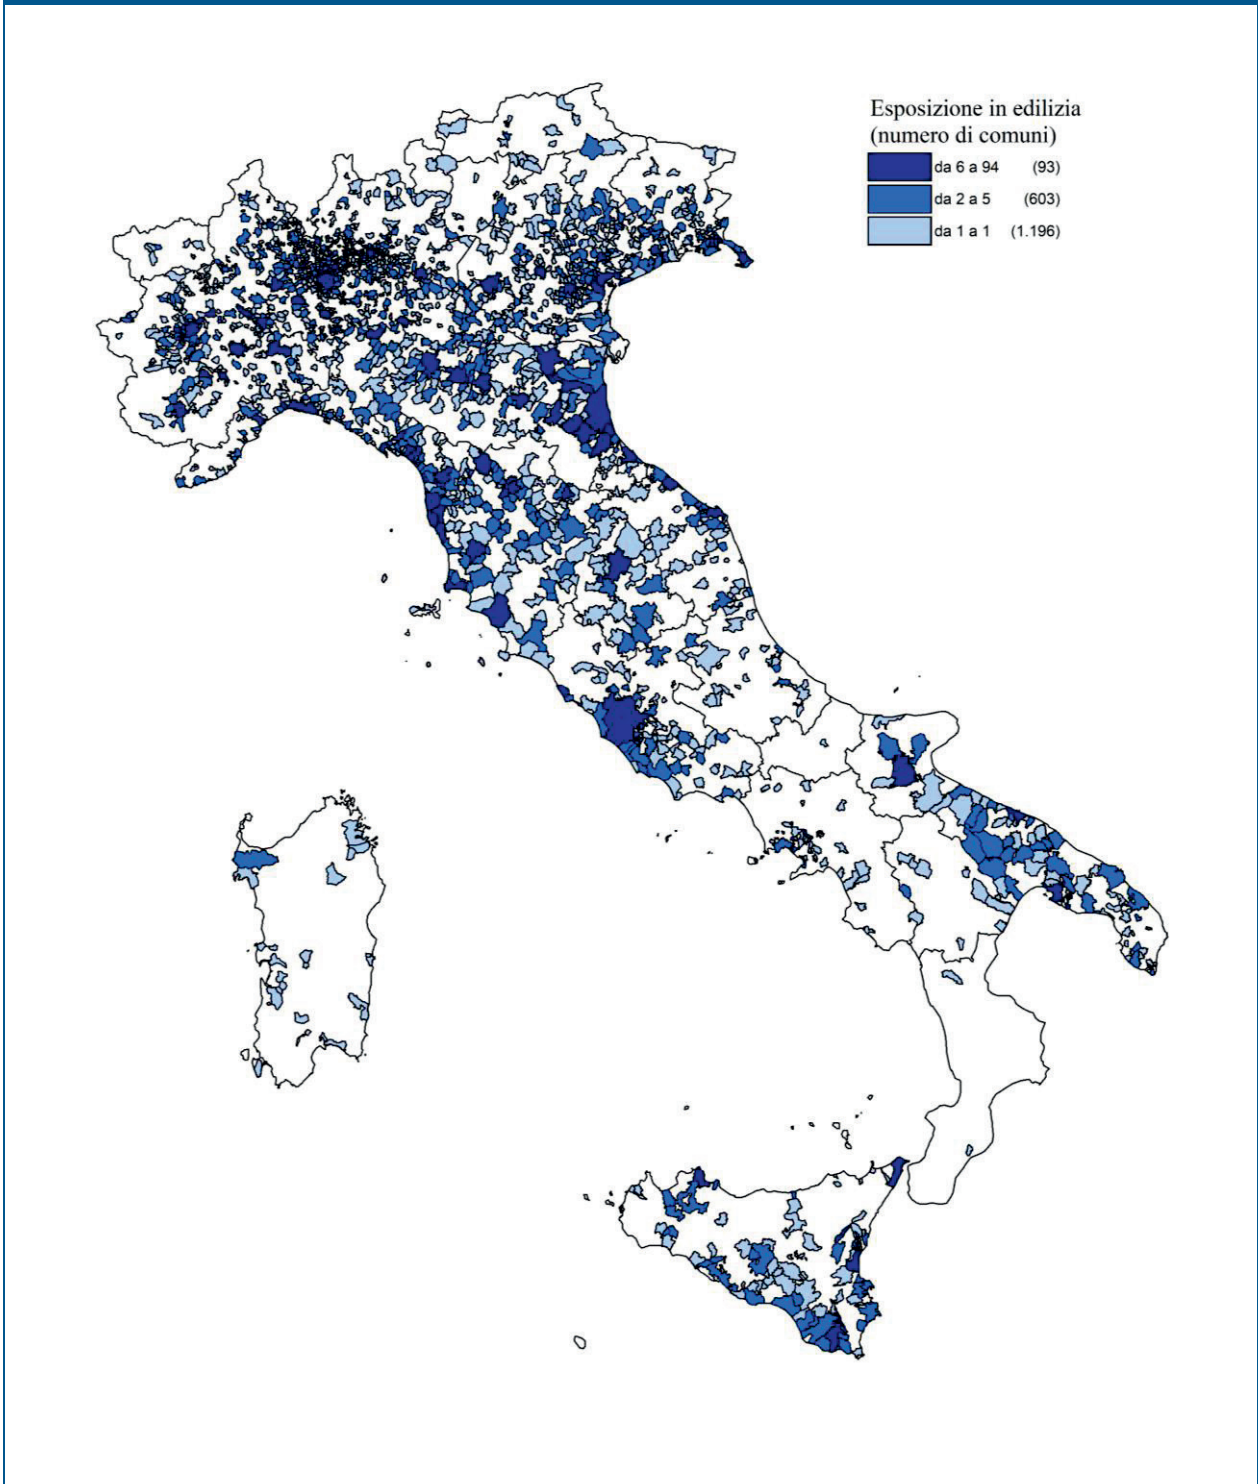 Esposizione in edilizia
(numero di comuni)
da 6 a 94 (93)
da 2 a 5 (603)
da 1 a 1 (1.196)